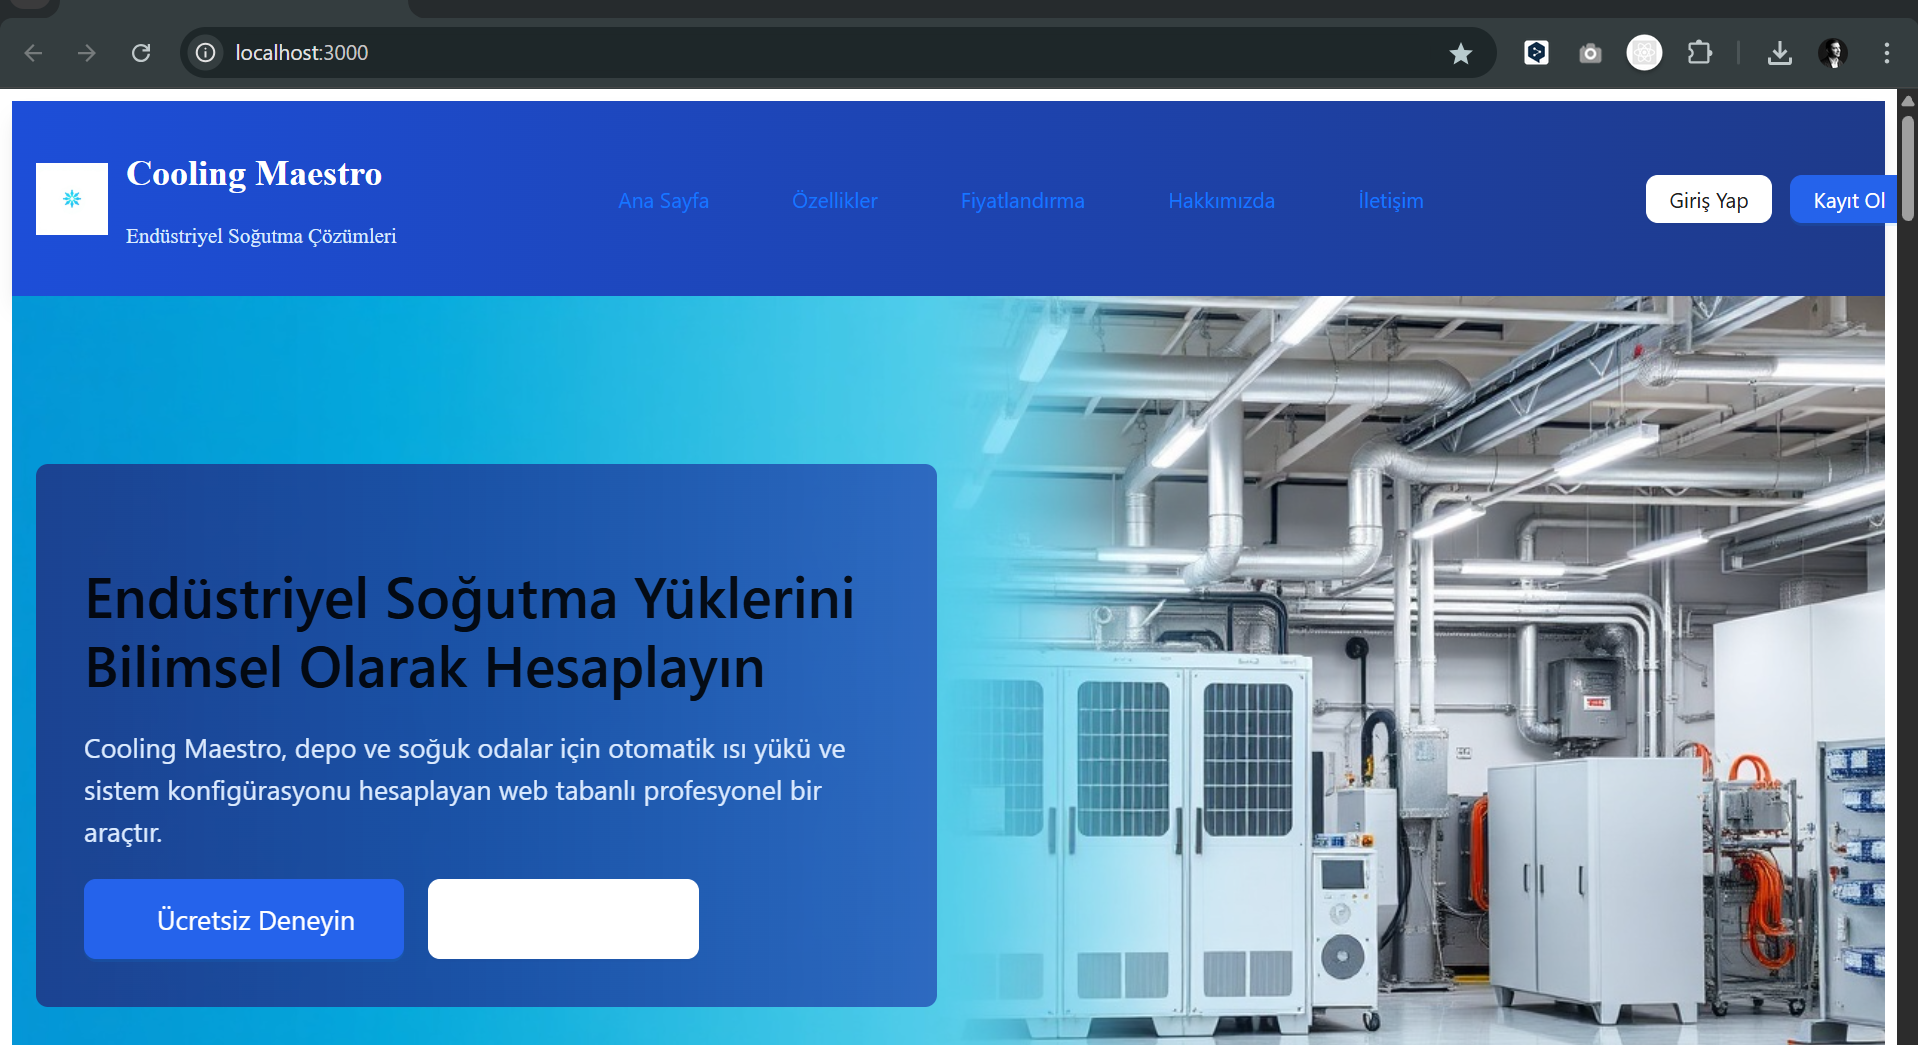 localhost:3000
Cooling Maestro
Endüstriyel Soğutma Çözümleri
Ana Sayfa
Özellikler
Fiyatlandırma
Hakkımızda
İletişim
Giriş Yap
Kayıt Ol
Endüstriyel Soğutma Yüklerini
Bilimsel Olarak Hesaplayın
Cooling Maestro, depo ve soğuk odalar için otomatik ısı yükü ve
sistem konfigürasyonu hesaplayan web tabanlı profesyonel bir
araçtır.
Ücretsiz Deneyin